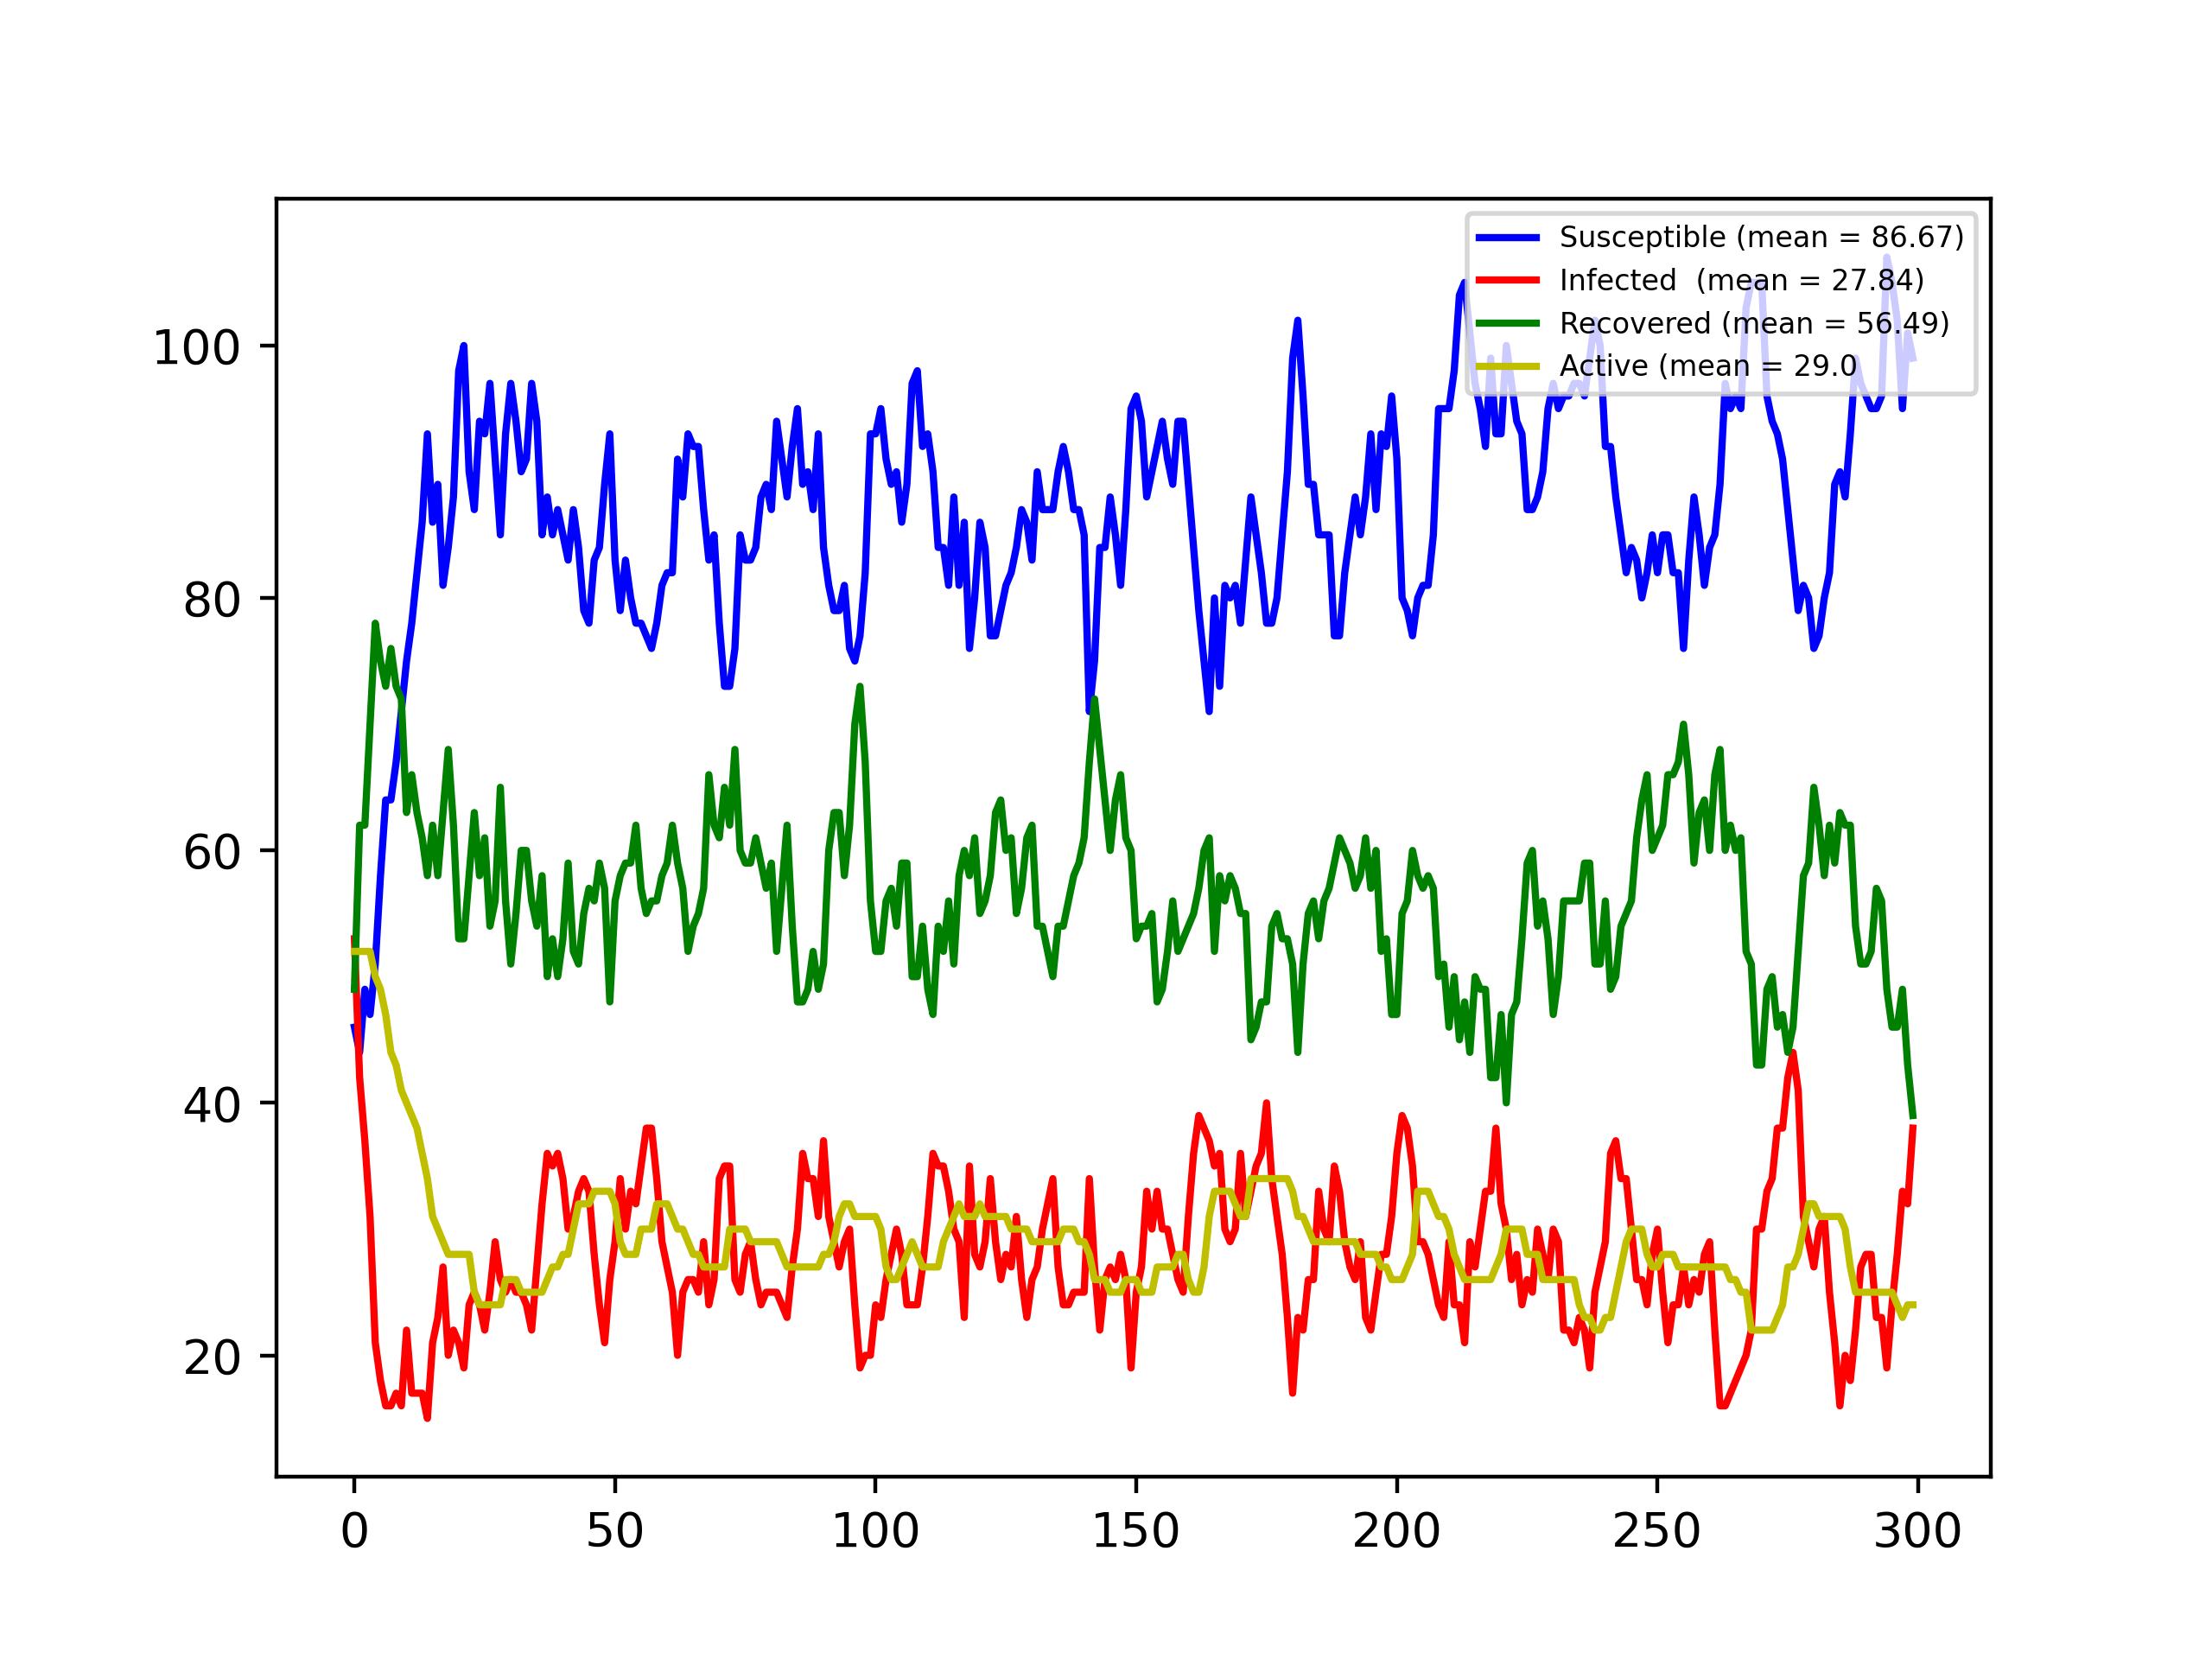 Susceptible (mean = 86.67)
Infected  (mean = 27.84)
Recovered (mean = 56.49)
Active (mean = 29.0
100
80
60
40
20
0 50 100 150 200 250 300